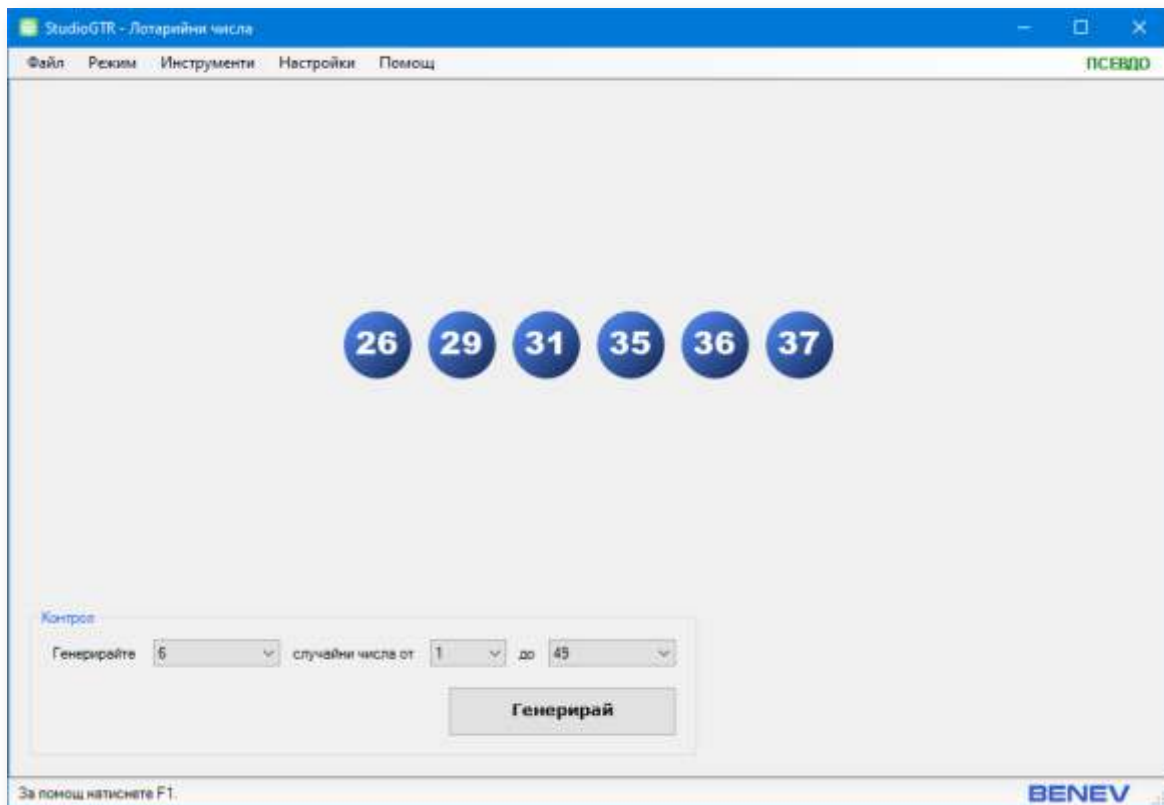 StudioGTR - Лотарийни числа
Файл Режим Инструменти Настройки Помощ ПСЕВДО
26 29 31 35 36 37
Контрол
Генерирайте 6 случайни числа от 1 до 49
Генерирай
За помощ натиснете F1. BENEV